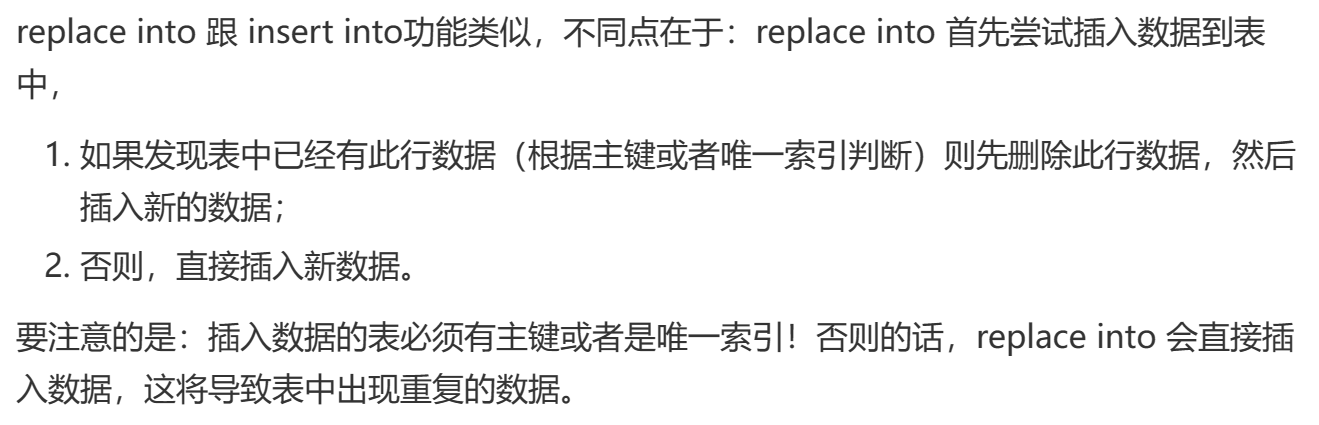 replace into 跟 insert into功能类似，不同点在于：replace into 首先尝试插入数据到表
中，
1. 如果发现表中已经有此行数据（根据主键或者唯一索引判断）则先删除此行数据，然后
插入新的数据；
2. 否则，直接插入新数据。
要注意的是：插入数据的表必须有主键或者是唯一索引！否则的话，replace into 会直接插
入数据，这将导致表中出现重复的数据。